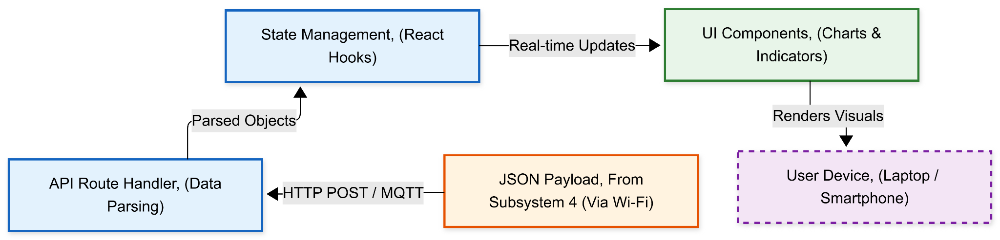 State Management, (React
Hooks)
Real-time Updates
UI Components, (Charts &
Indicators)
Parsed Objects
Renders Visuals
API Route Handler, (Data
Parsing)
HTTP POST / MQTT
JSON Payload, From
Subsystem 4 (Via Wi-Fi)
User Device, (Laptop /
Smartphone)